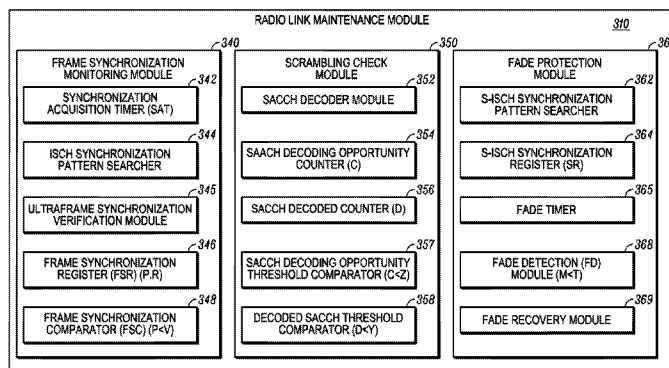 RADIO LINK MAINTENANCE MODULE
310
340
FRAME SYNCHRONIZATION
MONITORING MODULE
342
SYNCHRONIZATION
ACQUISITION TIMER (SAT)
344
ISCH SYNCHRONIZATION
PATTERN SEARCHER
345
ULTRAFRAME SYNCHRONIZATION
VERIFICATION MODULE
346
FRAME SYNCHRONIZATION
REGISTER (FSR) (P.R)
348
FRAME SYNCHRONIZATION
COMPARATOR (FSC) (P<V)
350
SCRAMBLING CHECK
MODULE
352
SACCH DECODER MODULE
354
SAACH DECODING OPPORTUNITY
COUNTER (C)
356
SACCH DECODED COUNTER (D)
357
SACCH DECODING OPPORTUNITY
THRESHOLD COMPARATOR (C<Z)
358
DECODED SACCH THRESHOLD
COMPARATOR (D<Y)
36
FADE PROTECTION
MODULE
362
S-ISCH SYNCHRONIZATION
PATTERN SEARCHER
364
S-ISCH SYNCHRONIZATION
REGISTER (SR)
365
FADE TIMER
368
FADE DETECTION (FD)
MODULE (M<T)
369
FADE RECOVERY MODULE